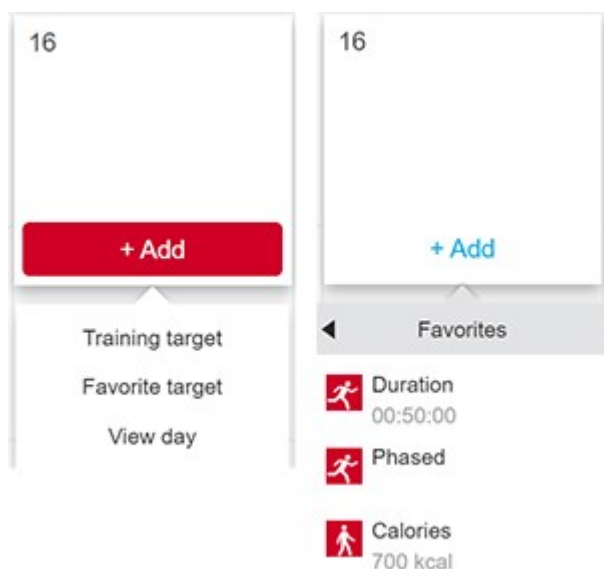 16
+ Add
Training target
Favorite target
View day
16
+ Add
Favorites
Duration
00:50:00
Phased
Calories
700 kcal